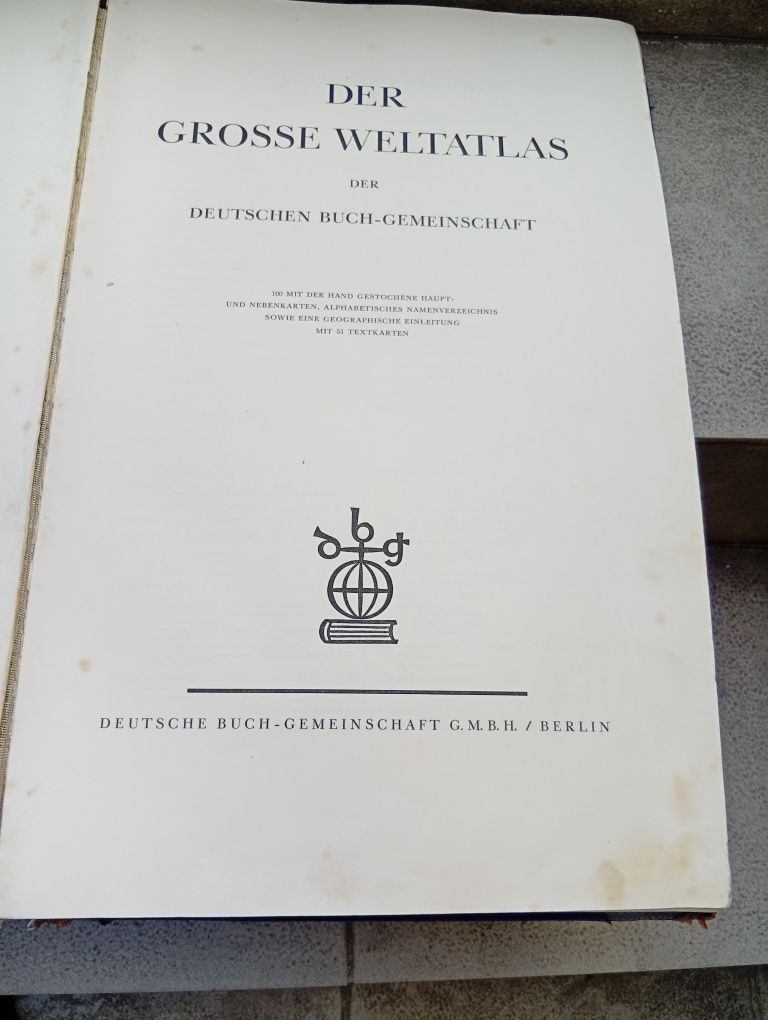 DER
GROSSE WELTATLAS
DER
DEUTSCHEN BUCH-GEMEINSCHAFT
100 MIT DER HAND GESTOCHENE HAUPT-
UND NEBENKARTEN, ALPHABETISCHES NAMENVERZEICHNIS
SOWIE EINE GEOGRAPHISCHE EINLEITUNG
MIT 51 TEXTKARTEN
dbg
DEUTSCHE BUCH-GEMEINSCHAFT G.M.B.H. / BERLIN